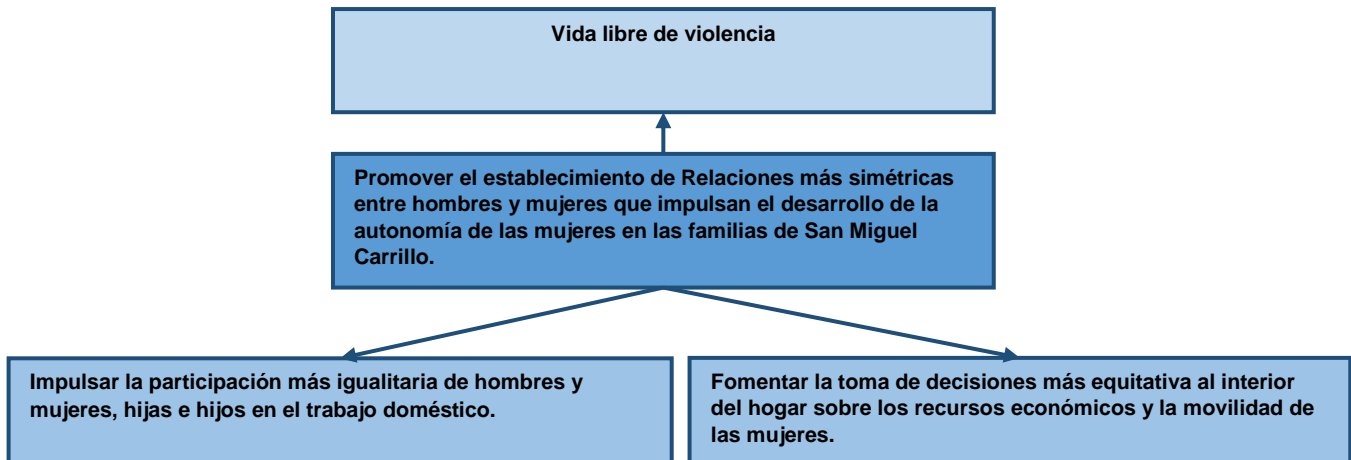 Vida libre de violencia
Promover el establecimiento de Relaciones más simétricas
entre hombres y mujeres que impulsan el desarrollo de la
autonomía de las mujeres en las familias de San Miguel
Carrillo.
Impulsar la participación más igualitaria de hombres y
mujeres, hijas e hijos en el trabajo doméstico.
Fomentar la toma de decisiones más equitativa al interior
del hogar sobre los recursos económicos y la movilidad de
las mujeres.